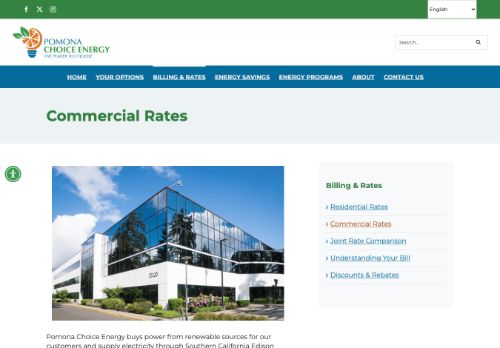 English
POMONA
CHOICE ENERGY
THE POWER TO CHOOSE
Search...
HOME YOUR OPTIONS BILLING & RATES ENERGY SAVINGS ENERGY PROGRAMS ABOUT CONTACT US
Commercial Rates
Billing & Rates
Residential Rates
Commercial Rates
Joint Rate Comparison
Understanding Your Bill
Discounts & Rebates
Pomona Choice Energy buys power from renewable sources for our
customers and supply electricity through Southern California Edison